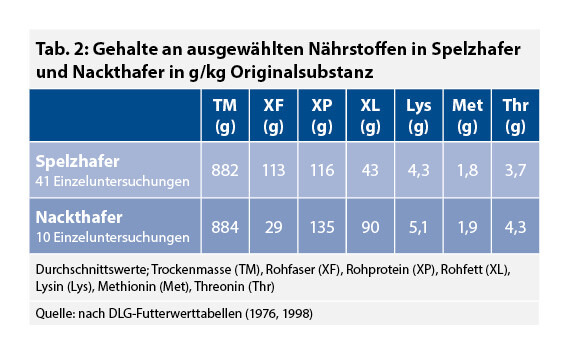 Tab. 2: Gehalte an ausgewählten Nährstoffen in Spelzhafer
und Nackthafer in g/kg Originalsubstanz
TM XF XP XL Lys Met Thr
(g) (g) (g) (g) (g) (g) (g)
Spelzhafer
41 Einzeluntersuchungen 882 113 116 43 4,3 1,8 3,7
Nackthafer
10 Einzeluntersuchungen 884 29 135 90 5,1 1,9 4,3
Durchschnittswerte; Trockenmasse (TM), Rohfaser (XF), Rohprotein (XP), Rohfett (XL),
Lysin (Lys), Methionin (Met), Threonin (Thr)
Quelle: nach DLG-Futterwerttabellen (1976, 1998)